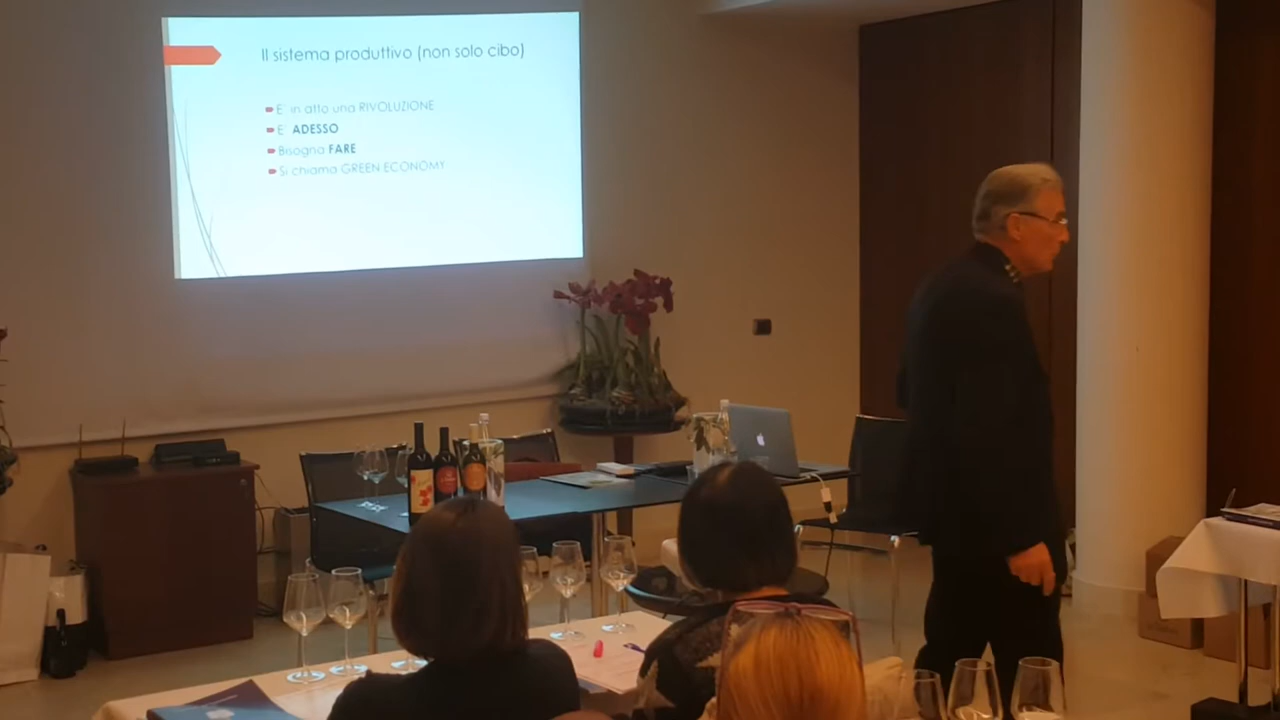 Il sistema produttivo (non solo cibo)
E' in atto una RIVOLUZIONE
E' ADESSO
Bisogna FARE
Si chiama GREEN ECONOMY